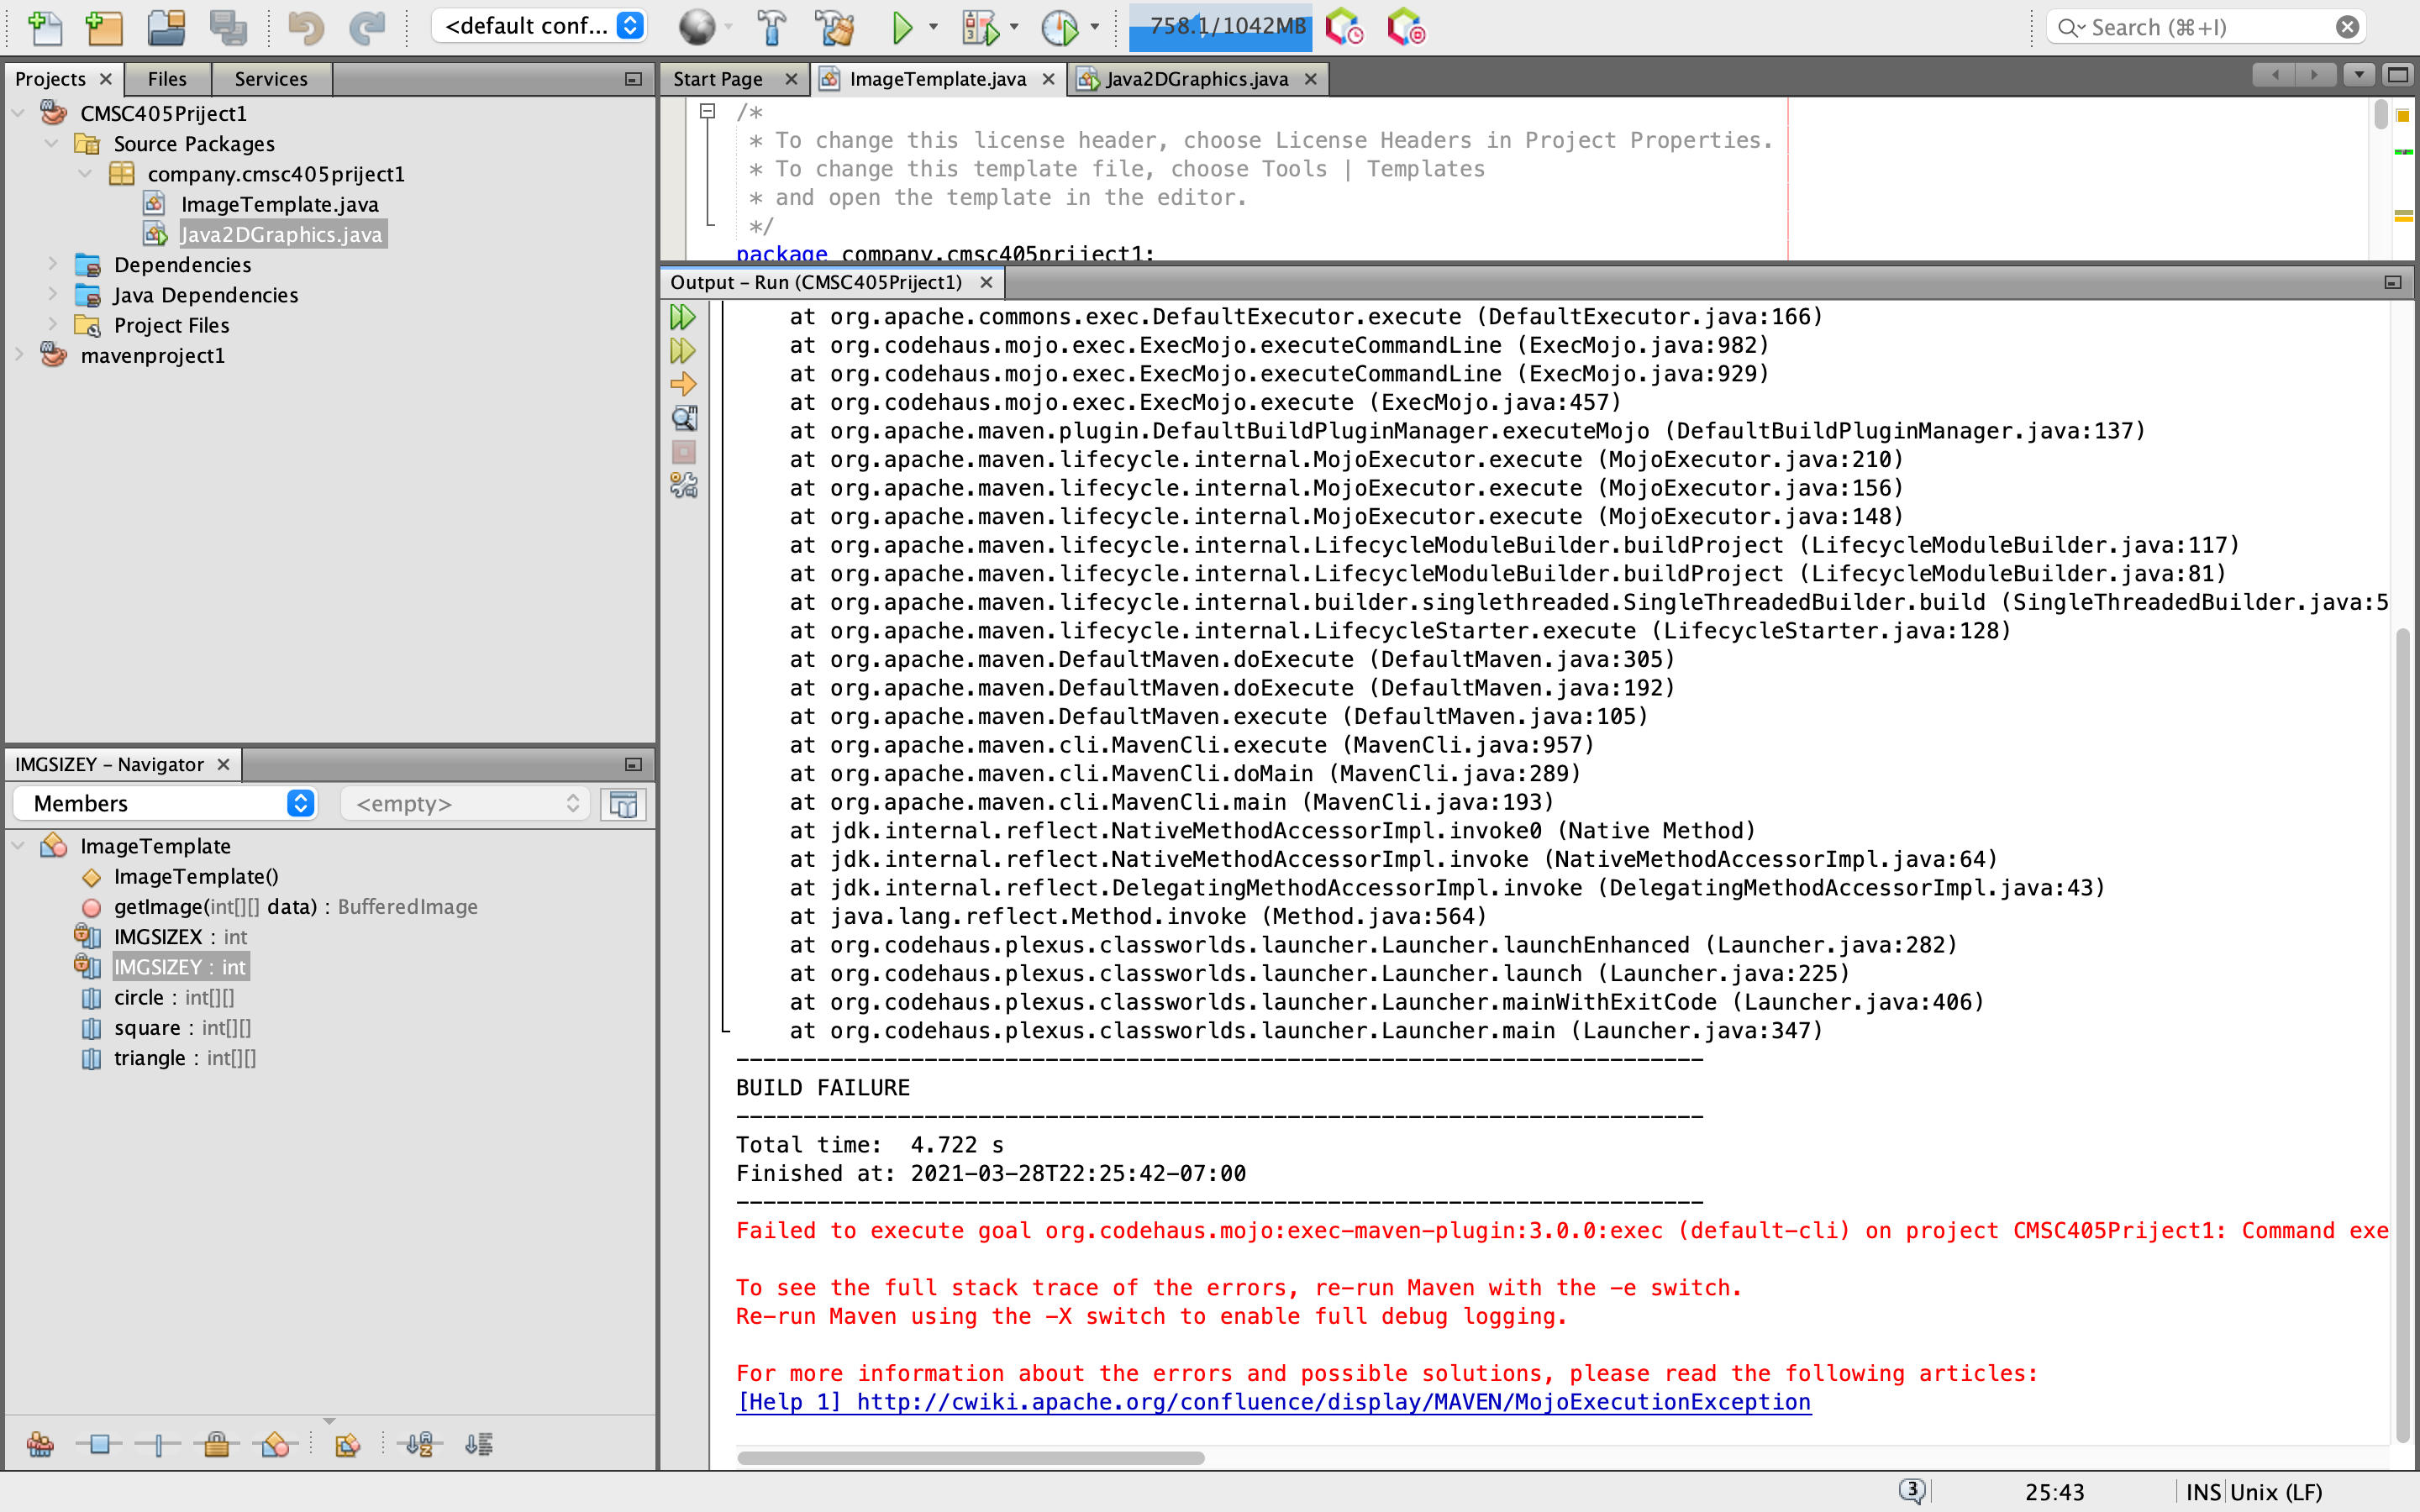 <default conf...
758.1/1042MB
Search (⌘+I)
Projects
Files
Services
CMSC405Priject1
Source Packages
company.cmsc405priject1
ImageTemplate.java
Java2DGraphics.java
Dependencies
Java Dependencies
Project Files
mavenproject1
IMGSIZEY – Navigator
Members
<empty>
ImageTemplate
ImageTemplate()
getImage(int[][] data) : BufferedImage
IMGSIZEX : int
IMGSIZEY : int
circle : int[][]
square : int[][]
triangle : int[][]
Start Page
ImageTemplate.java
Java2DGraphics.java
/*
* To change this license header, choose License Headers in Project Properties.
* To change this template file, choose Tools | Templates
* and open the template in the editor.
*/
package company.cmsc405priject1;
Output – Run (CMSC405Priject1)
at org.apache.commons.exec.DefaultExecutor.execute (DefaultExecutor.java:166)
at org.codehaus.mojo.exec.ExecMojo.executeCommandLine (ExecMojo.java:982)
at org.codehaus.mojo.exec.ExecMojo.executeCommandLine (ExecMojo.java:929)
at org.codehaus.mojo.exec.ExecMojo.execute (ExecMojo.java:457)
at org.apache.maven.plugin.DefaultBuildPluginManager.executeMojo (DefaultBuildPluginManager.java:137)
at org.apache.maven.lifecycle.internal.MojoExecutor.execute (MojoExecutor.java:210)
at org.apache.maven.lifecycle.internal.MojoExecutor.execute (MojoExecutor.java:156)
at org.apache.maven.lifecycle.internal.MojoExecutor.execute (MojoExecutor.java:148)
at org.apache.maven.lifecycle.internal.LifecycleModuleBuilder.buildProject (LifecycleModuleBuilder.java:117)
at org.apache.maven.lifecycle.internal.LifecycleModuleBuilder.buildProject (LifecycleModuleBuilder.java:81)
at org.apache.maven.lifecycle.internal.builder.singlethreaded.SingleThreadedBuilder.build (SingleThreadedBuilder.java:5
at org.apache.maven.lifecycle.internal.LifecycleStarter.execute (LifecycleStarter.java:128)
at org.apache.maven.DefaultMaven.doExecute (DefaultMaven.java:305)
at org.apache.maven.DefaultMaven.doExecute (DefaultMaven.java:192)
at org.apache.maven.DefaultMaven.execute (DefaultMaven.java:105)
at org.apache.maven.cli.MavenCli.execute (MavenCli.java:957)
at org.apache.maven.cli.MavenCli.doMain (MavenCli.java:289)
at org.apache.maven.cli.MavenCli.main (MavenCli.java:193)
at jdk.internal.reflect.NativeMethodAccessorImpl.invoke0 (Native Method)
at jdk.internal.reflect.NativeMethodAccessorImpl.invoke (NativeMethodAccessorImpl.java:64)
at jdk.internal.reflect.DelegatingMethodAccessorImpl.invoke (DelegatingMethodAccessorImpl.java:43)
at java.lang.reflect.Method.invoke (Method.java:564)
at org.codehaus.plexus.classworlds.launcher.Launcher.launchEnhanced (Launcher.java:282)
at org.codehaus.plexus.classworlds.launcher.Launcher.launch (Launcher.java:225)
at org.codehaus.plexus.classworlds.launcher.Launcher.mainWithExitCode (Launcher.java:406)
at org.codehaus.plexus.classworlds.launcher.Launcher.main (Launcher.java:347)
------------------------------------------------------------------------
BUILD FAILURE
------------------------------------------------------------------------
Total time:  4.722 s
Finished at: 2021-03-28T22:25:42-07:00
------------------------------------------------------------------------
Failed to execute goal org.codehaus.mojo:exec-maven-plugin:3.0.0:exec (default-cli) on project CMSC405Priject1: Command exe
To see the full stack trace of the errors, re-run Maven with the -e switch.
Re-run Maven using the -X switch to enable full debug logging.
For more information about the errors and possible solutions, please read the following articles:
[Help 1] http://cwiki.apache.org/confluence/display/MAVEN/MojoExecutionException
3
25:43
INS
Unix (LF)